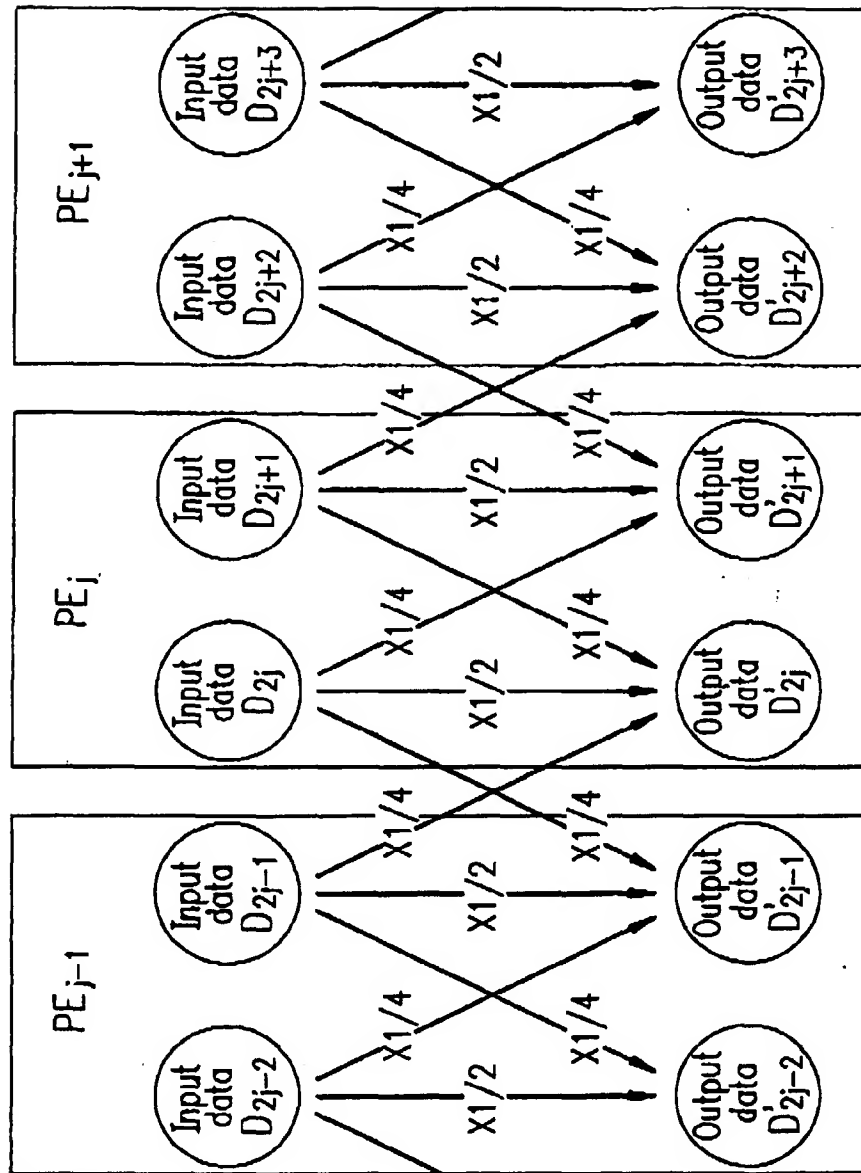 PEj−1
PEj
PEj+1
Input
data
D2j−2
Input
data
D2j−1
Input
data
D2j
Input
data
D2j+1
Input
data
D2j+2
Input
data
D2j+3
X1/4
X1/4
X1/4
X1/4
X1/4
X1/2
X1/2
X1/2
X1/2
X1/2
X1/2
X1/4
X1/4
X1/4
X1/4
X1/4
Output
data
D'2j−2
Output
data
D'2j−1
Output
data
D'2j
Output
data
D'2j+1
Output
data
D'2j+2
Output
data
D'2j+3